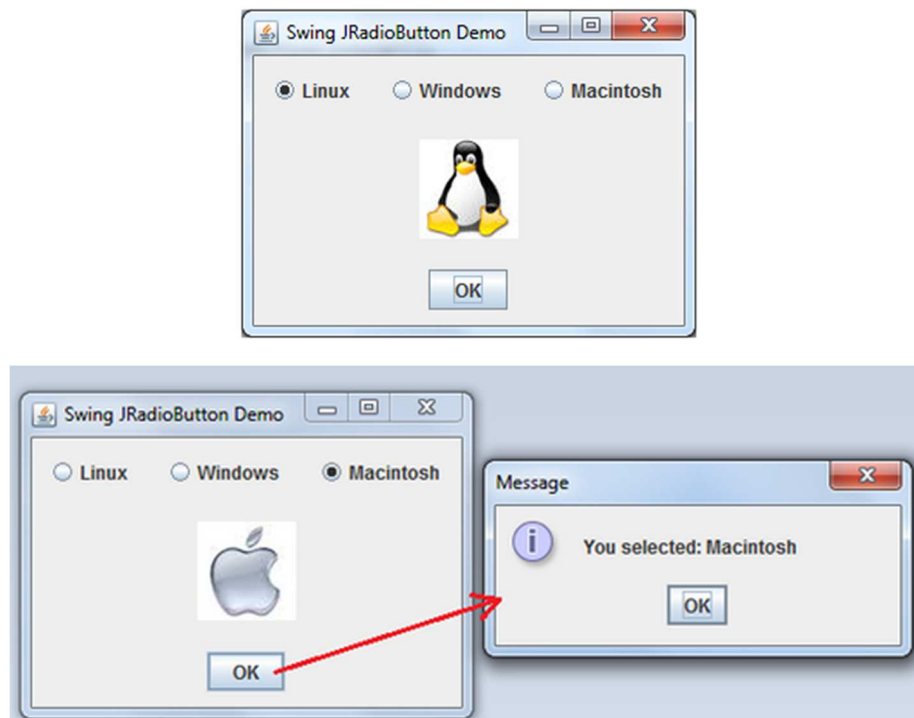 Swing JRadioButton Demo
Linux Windows Macintosh
OK
Swing JRadioButton Demo
Linux Windows Macintosh
OK
Message
You selected: Macintosh
OK